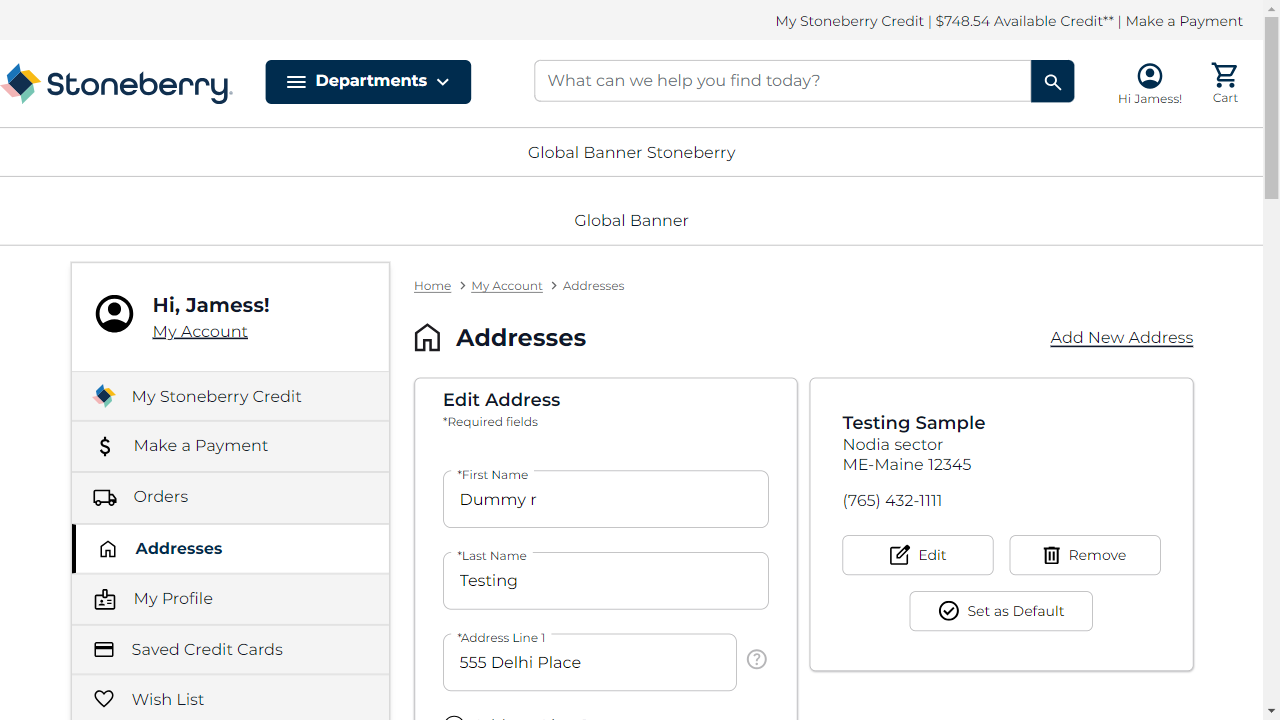 My Stoneberry Credit | $748.54 Available Credit** | Make a Payment
Stoneberry.
Departments
What can we help you find today?
Hi Jamess!
Cart
Global Banner Stoneberry
Global Banner
Hi, Jamess!
My Account
My Stoneberry Credit
Make a Payment
Orders
Addresses
My Profile
Saved Credit Cards
Wish List
Home > My Account > Addresses
Addresses
Add New Address
Edit Address
*Required fields
*First Name
Dummy r
*Last Name
Testing
*Address Line 1
555 Delhi Place
Testing Sample
Nodia sector
ME-Maine 12345
(765) 432-1111
Edit
Remove
Set as Default